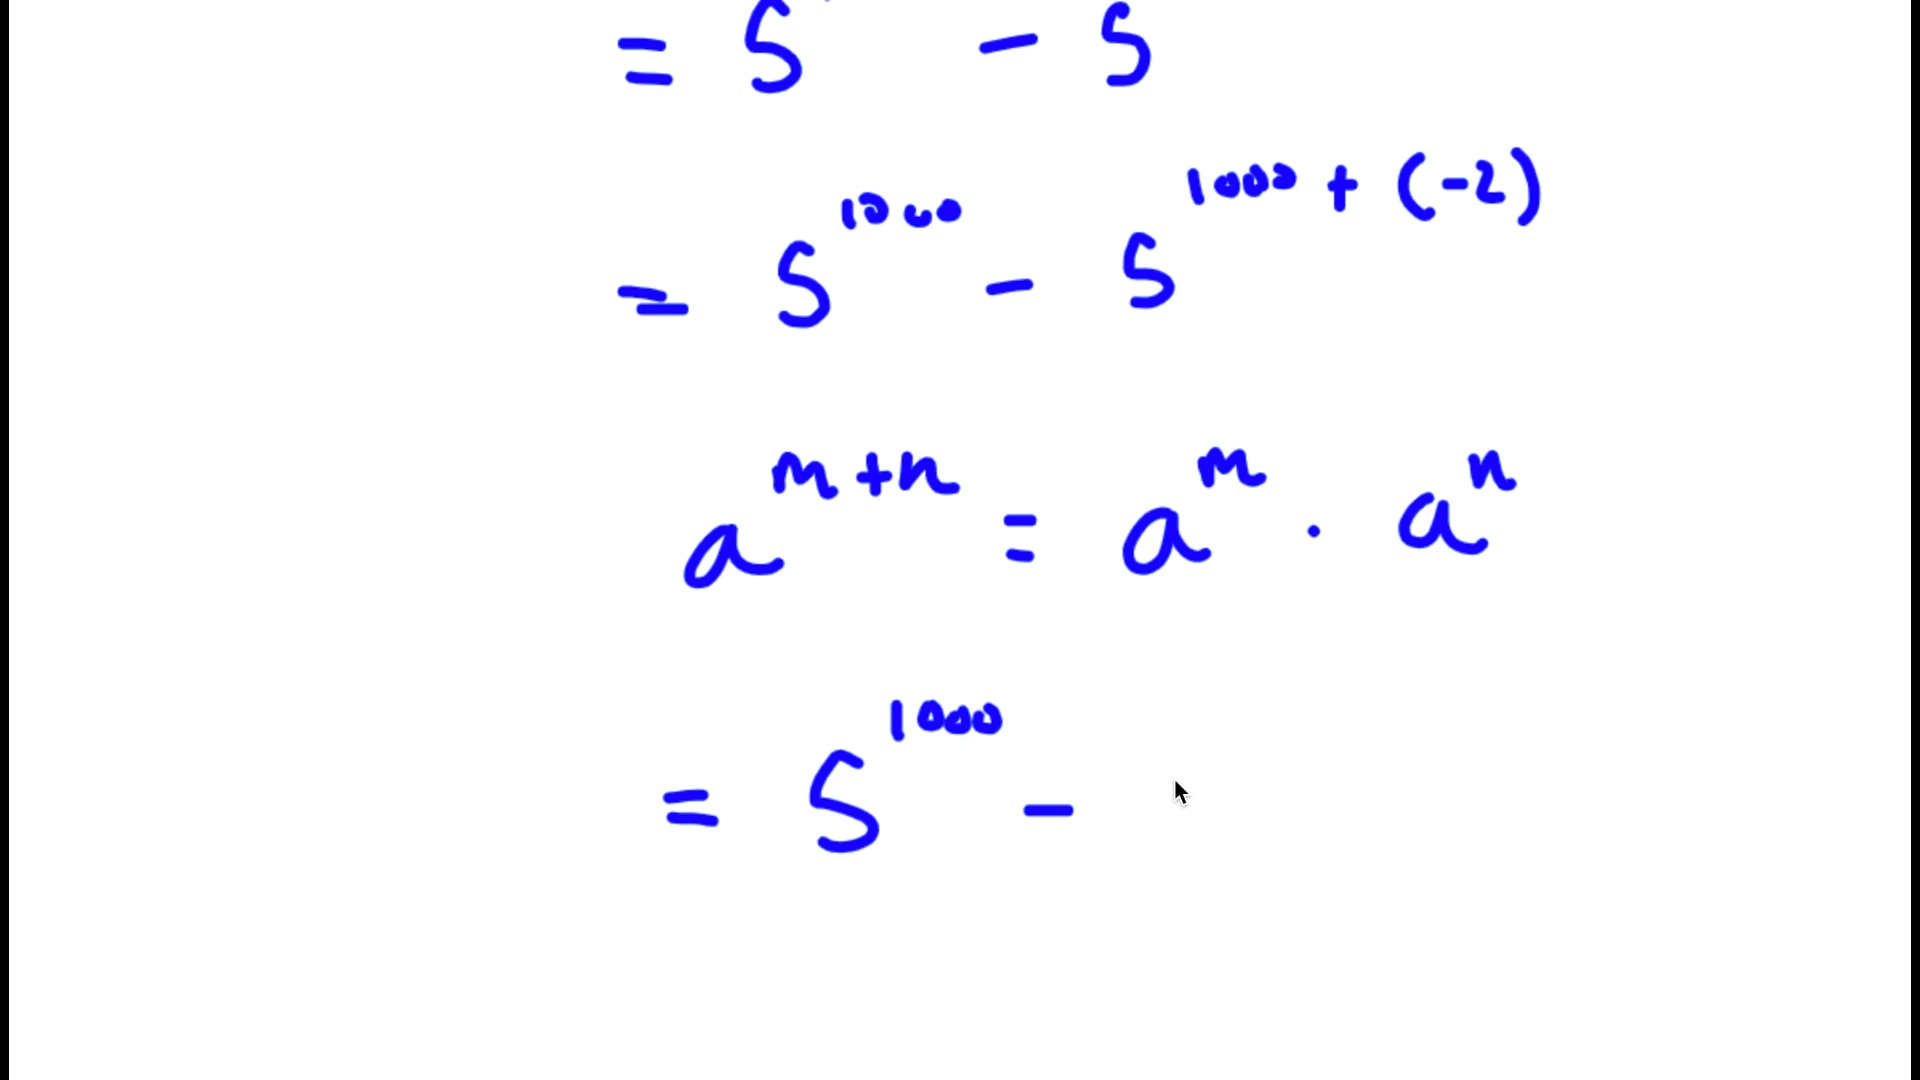 = 5 - 5
= 5^1000 - 5^1000 + (-2)
a^m+n = a^m · a^n
= 5^1000 -